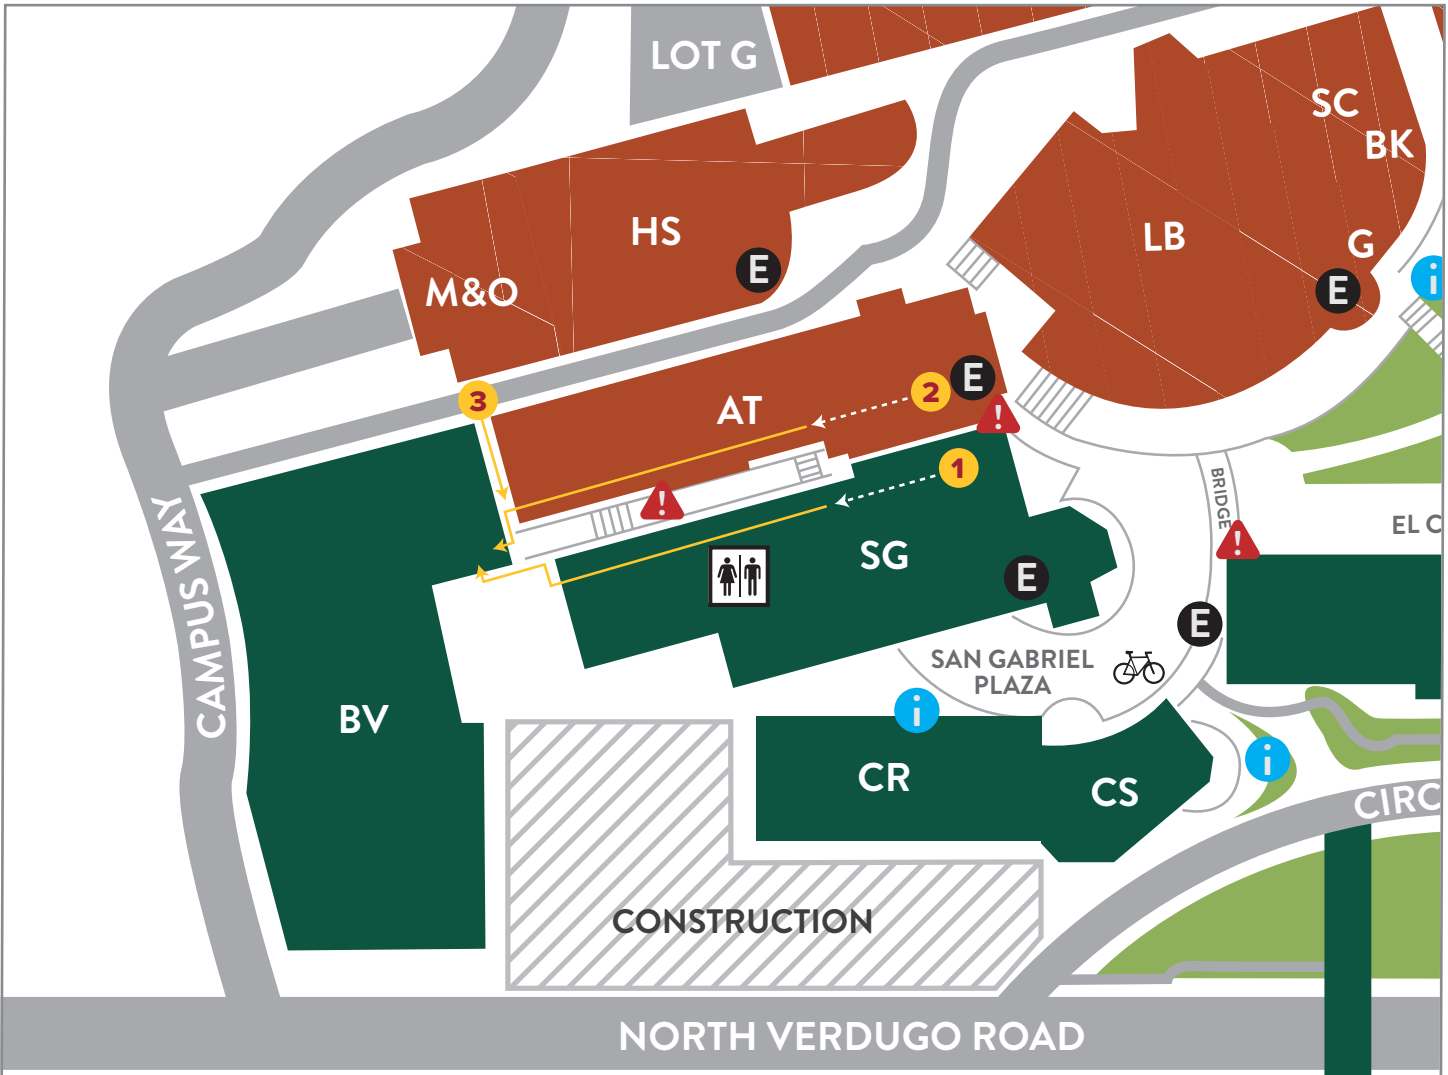 LOT G
SC
BK
HS
LB
G
E
i
E
M&O
E
2
3
AT
!
1
BRIDGE
!
EL C
!
CAMPUS WAY
SG
E
E
SAN GABRIEL
PLAZA
i
BV
i
CR
CS
CIRC
CONSTRUCTION
NORTH VERDUGO ROAD